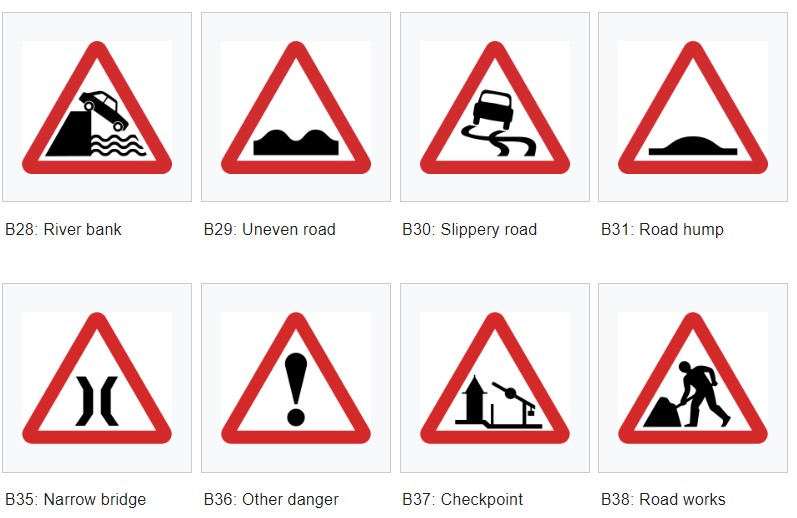 B28: River bank
B29: Uneven road
B30: Slippery road
B31: Road hump
B35: Narrow bridge
B36: Other danger
B37: Checkpoint
B38: Road works